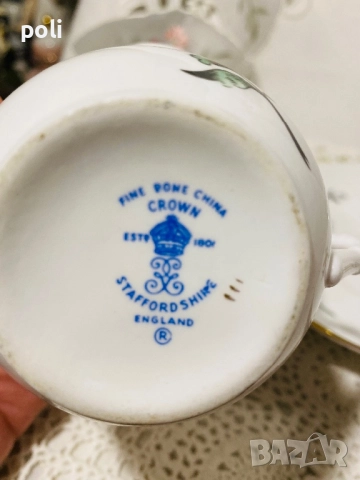 poli
FINE BONE CHINA
CROWN
ESTD 1801
STAFFORDSHIRE
ENGLAND
®
BAZAR